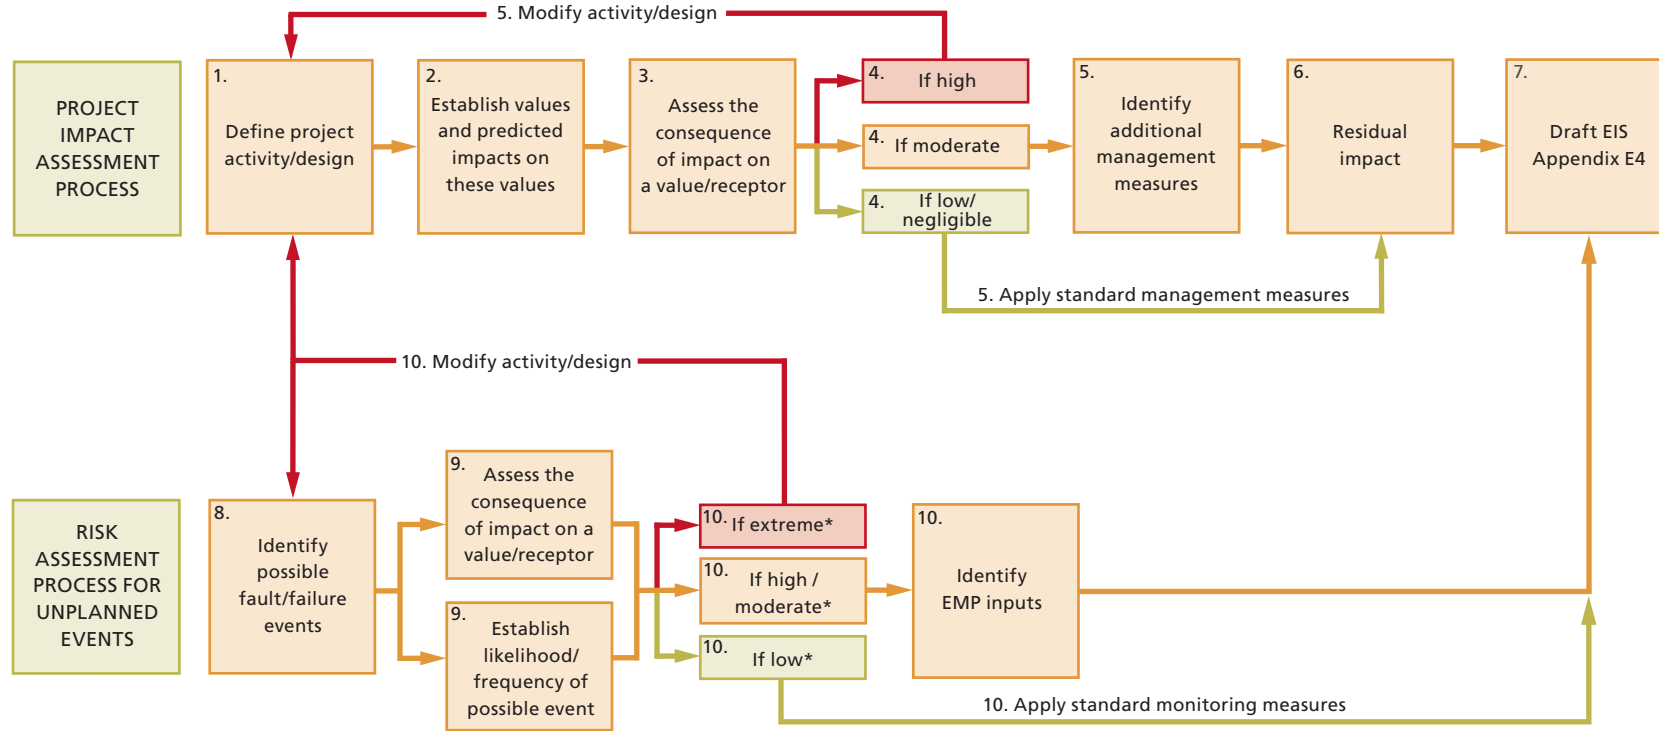 5. Modify activity/design
PROJECT
IMPACT
ASSESSMENT
PROCESS
1.
Define project
activity/design
2.
Establish values
and predicted
impacts on
these values
3.
Assess the
consequence
of impact on
a value/receptor
4.
If high
4.
If moderate
4.
If low/
negligible
5.
Identify
additional
management
measures
6.
Residual
impact
7.
Draft EIS
Appendix E4
5. Apply standard management measures
10. Modify activity/design
RISK
ASSESSMENT
PROCESS FOR
UNPLANNED
EVENTS
8.
Identify
possible
fault/failure
events
9.
Assess the
consequence
of impact on a
value/receptor
9.
Establish
likelihood/
frequency of
possible event
10.
If extreme*
10.
If high /
moderate*
10.
If low*
10.
Identify
EMP inputs
10. Apply standard monitoring measures